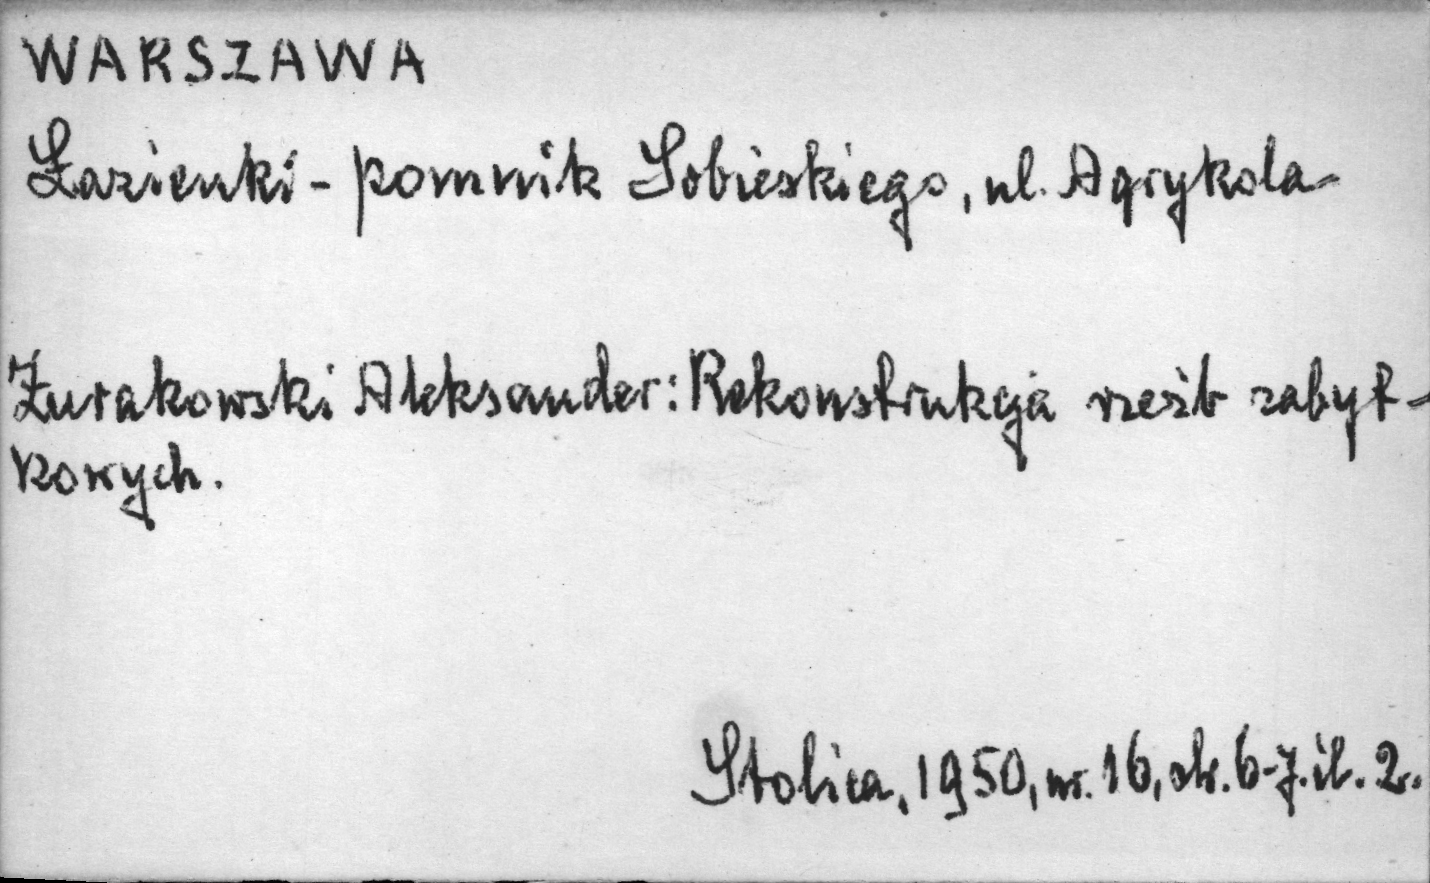 WARSZAWA
Łazienki - pomnik Sobieskiego, ul. Agrykola
Żurakowski Aleksander: Rekonstrukcja rzeźb zabyt-
kowych.
Stolica, 1950, nr. 16, str. 6-7. il. 2.